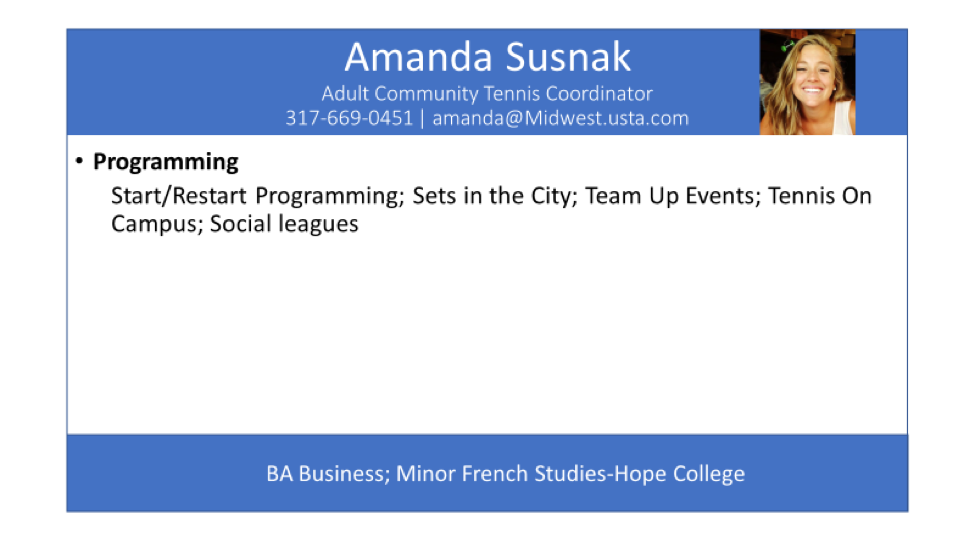 Amanda Susnak
Adult Community Tennis Coordinator
317-669-0451 | amanda@Midwest.usta.com
• Programming
Start/Restart Programming; Sets in the City; Team Up Events; Tennis On
Campus; Social leagues
BA Business; Minor French Studies-Hope College